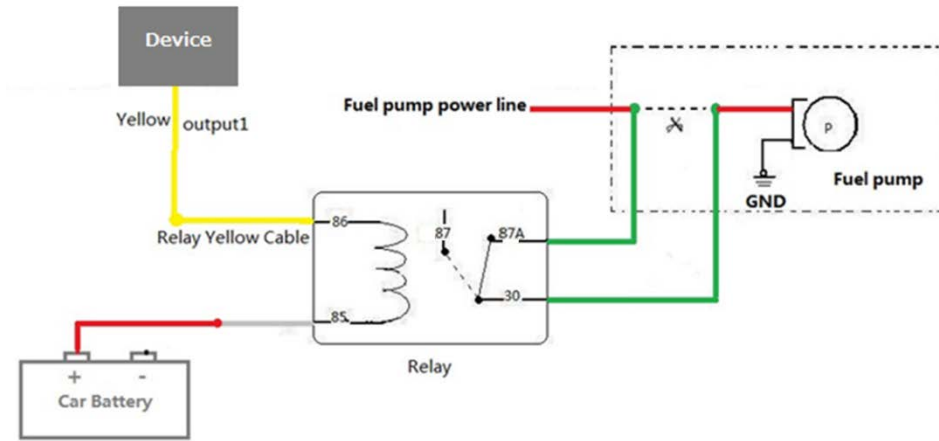 Device
Yellow output1
Fuel pump power line
P
Fuel pump
GND
Relay Yellow Cable
86
87
87A
30
85
Relay
+ -
Car Battery